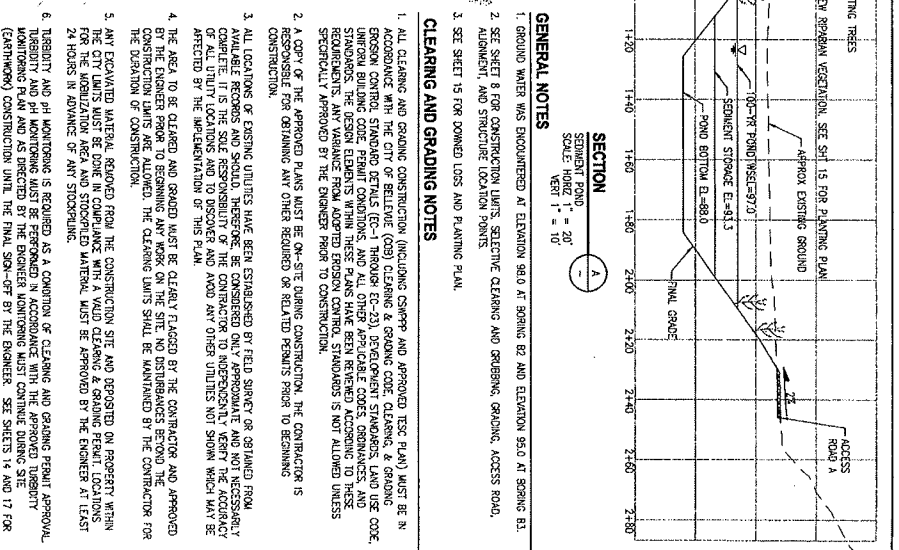 TING TREES
EW RIPARIAN VEGETATION. SEE SHT 15 FOR PLANTING PLAN
APPROX EXISTING GROUND
100-YR POND WSEL=97.0
SEDIMENT STORAGE EL=93.3
POND BOTTOM EL=88.0
FINAL GRADE
2%
ACCESS
ROAD A
1+20
1+40
1+60
1+80
2+00
2+20
2+40
2+60
2+80
SECTION
SEDIMENT POND
SCALE: HORIZ 1" = 20'
VERT 1" = 10'
A
–
GENERAL NOTES
1. GROUND WATER WAS ENCOUNTERED AT ELEVATION 98.0 AT BORING B2 AND ELEVATION 95.0 AT BORING B3.
2. SEE SHEET 8 FOR CONSTRUCTION LIMITS, SELECTIVE CLEARING AND GRUBBING, GRADING, ACCESS ROAD,
ALIGNMENT, AND STRUCTURE LOCATION POINTS.
3. SEE SHEET 15 FOR DOWNED LOGS AND PLANTING PLAN.
CLEARING AND GRADING NOTES
1. ALL CLEARING AND GRADING CONSTRUCTION (INCLUDING CSWPPP AND APPROVED TESC PLAN) MUST BE IN
ACCORDANCE WITH THE CITY OF BELLEVUE (COB) CLEARING & GRADING CODE, CLEARING & GRADING
EROSION CONTROL STANDARD DETAILS (EC-1 THROUGH EC-23), DEVELOPMENT STANDARDS, LAND USE CODE,
UNIFORM BUILDING CODE, PERMIT CONDITIONS, AND ALL OTHER APPLICABLE CODES, ORDINANCES, AND
STANDARDS. THE DESIGN ELEMENTS WITHIN THESE PLANS HAVE BEEN REVIEWED ACCORDING TO THESE
REQUIREMENTS. ANY VARIANCE FROM ADOPTED EROSION CONTROL STANDARDS IS NOT ALLOWED UNLESS
SPECIFICALLY APPROVED BY THE ENGINEER PRIOR TO CONSTRUCTION.
2. A COPY OF THE APPROVED PLANS MUST BE ON-SITE DURING CONSTRUCTION. THE CONTRACTOR IS
RESPONSIBLE FOR OBTAINING ANY OTHER REQUIRED OR RELATED PERMITS PRIOR TO BEGINNING
CONSTRUCTION.
3. ALL LOCATIONS OF EXISTING UTILITIES HAVE BEEN ESTABLISHED BY FIELD SURVEY OR OBTAINED FROM
AVAILABLE RECORDS AND SHOULD, THEREFORE, BE CONSIDERED ONLY APPROXIMATE AND NOT NECESSARILY
COMPLETE. IT IS THE SOLE RESPONSIBILITY OF THE CONTRACTOR TO INDEPENDENTLY VERIFY THE ACCURACY
OF ALL UTILITY LOCATIONS AND TO DISCOVER AND AVOID ANY OTHER UTILITIES NOT SHOWN WHICH MAY BE
AFFECTED BY THE IMPLEMENTATION OF THIS PLAN.
4. THE AREA TO BE CLEARED AND GRADED MUST BE CLEARLY FLAGGED BY THE CONTRACTOR AND APPROVED
BY THE ENGINEER PRIOR TO BEGINNING ANY WORK ON THE SITE. NO DISTURBANCES BEYOND THE
CONSTRUCTION LIMITS ARE ALLOWED. THE CLEARING LIMITS SHALL BE MAINTAINED BY THE CONTRACTOR FOR
THE DURATION OF CONSTRUCTION.
5. ANY EXCAVATED MATERIAL REMOVED FROM THE CONSTRUCTION SITE AND DEPOSITED ON PROPERTY WITHIN
THE CITY LIMITS MUST BE DONE IN COMPLIANCE WITH A VALID CLEARING & GRADING PERMIT. LOCATIONS
FOR THE MOBILIZATION AREA AND STOCKPILED MATERIAL MUST BE APPROVED BY THE ENGINEER AT LEAST
24 HOURS IN ADVANCE OF ANY STOCKPILING.
6. TURBIDITY AND pH MONITORING IS REQUIRED AS A CONDITION OF CLEARING AND GRADING PERMIT APPROVAL.
TURBIDITY AND pH MONITORING MUST BE PERFORMED IN ACCORDANCE WITH THE APPROVED TURBIDITY
MONITORING PLAN AND AS DIRECTED BY THE ENGINEER MONITORING MUST CONTINUE DURING SITE
(EARTHWORK) CONSTRUCTION UNTIL THE FINAL SIGN-OFF BY THE ENGINEER. SEE SHEETS 14 AND 17 FOR